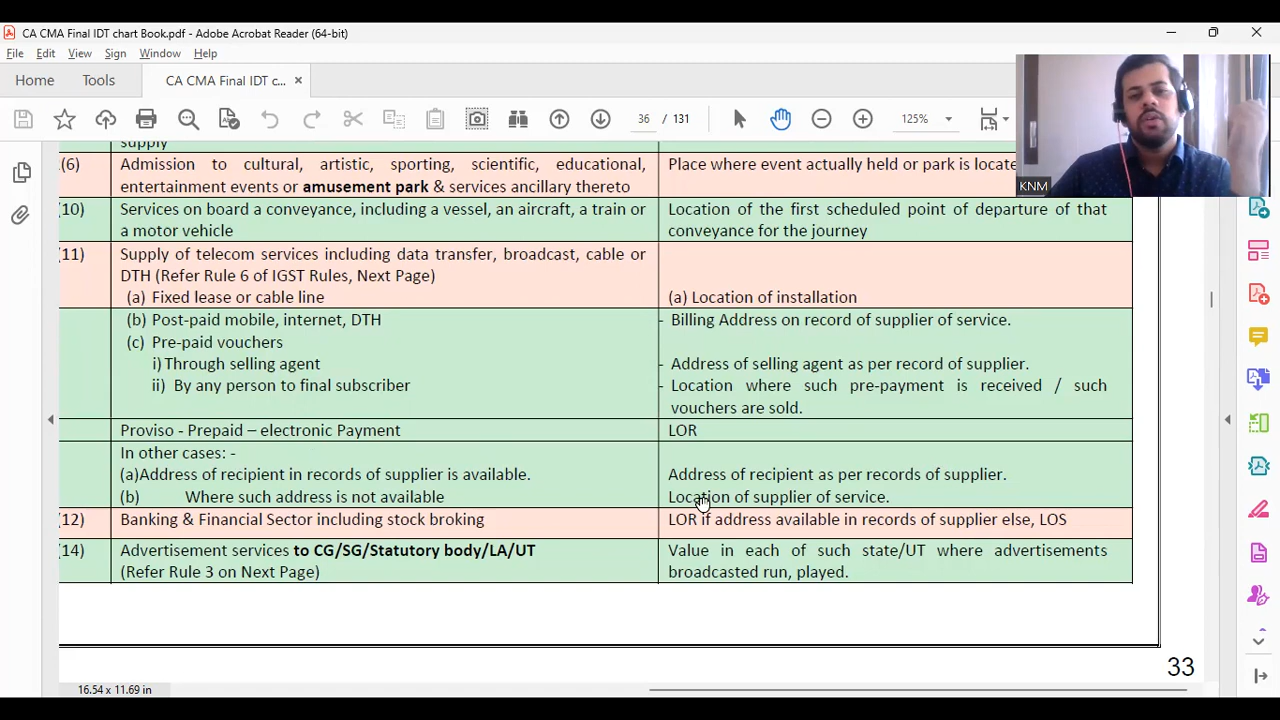 CA CMA Final IDT chart Book.pdf - Adobe Acrobat Reader (64-bit)
File Edit View Sign Window Help
Home Tools CA CMA Final IDT c... ×
36 / 131 125%
KNM
supply
(6) Admission to cultural, artistic, sporting, scientific, educational, Place where event actually held or park is locate
entertainment events or amusement park & services ancillary thereto
(10) Services on board a conveyance, including a vessel, an aircraft, a train or Location of the first scheduled point of departure of that
a motor vehicle conveyance for the journey
(11) Supply of telecom services including data transfer, broadcast, cable or
DTH (Refer Rule 6 of IGST Rules, Next Page)
(a) Fixed lease or cable line (a) Location of installation
(b) Post-paid mobile, internet, DTH - Billing Address on record of supplier of service.
(c) Pre-paid vouchers
i) Through selling agent - Address of selling agent as per record of supplier.
ii) By any person to final subscriber - Location where such pre-payment is received / such
vouchers are sold.
Proviso - Prepaid – electronic Payment LOR
In other cases: -
(a)Address of recipient in records of supplier is available. Address of recipient as per records of supplier.
(b) Where such address is not available Location of supplier of service.
(12) Banking & Financial Sector including stock broking LOR if address available in records of supplier else, LOS
(14) Advertisement services to CG/SG/Statutory body/LA/UT Value in each of such state/UT where advertisements
(Refer Rule 3 on Next Page) broadcasted run, played.
33
16.54 x 11.69 in